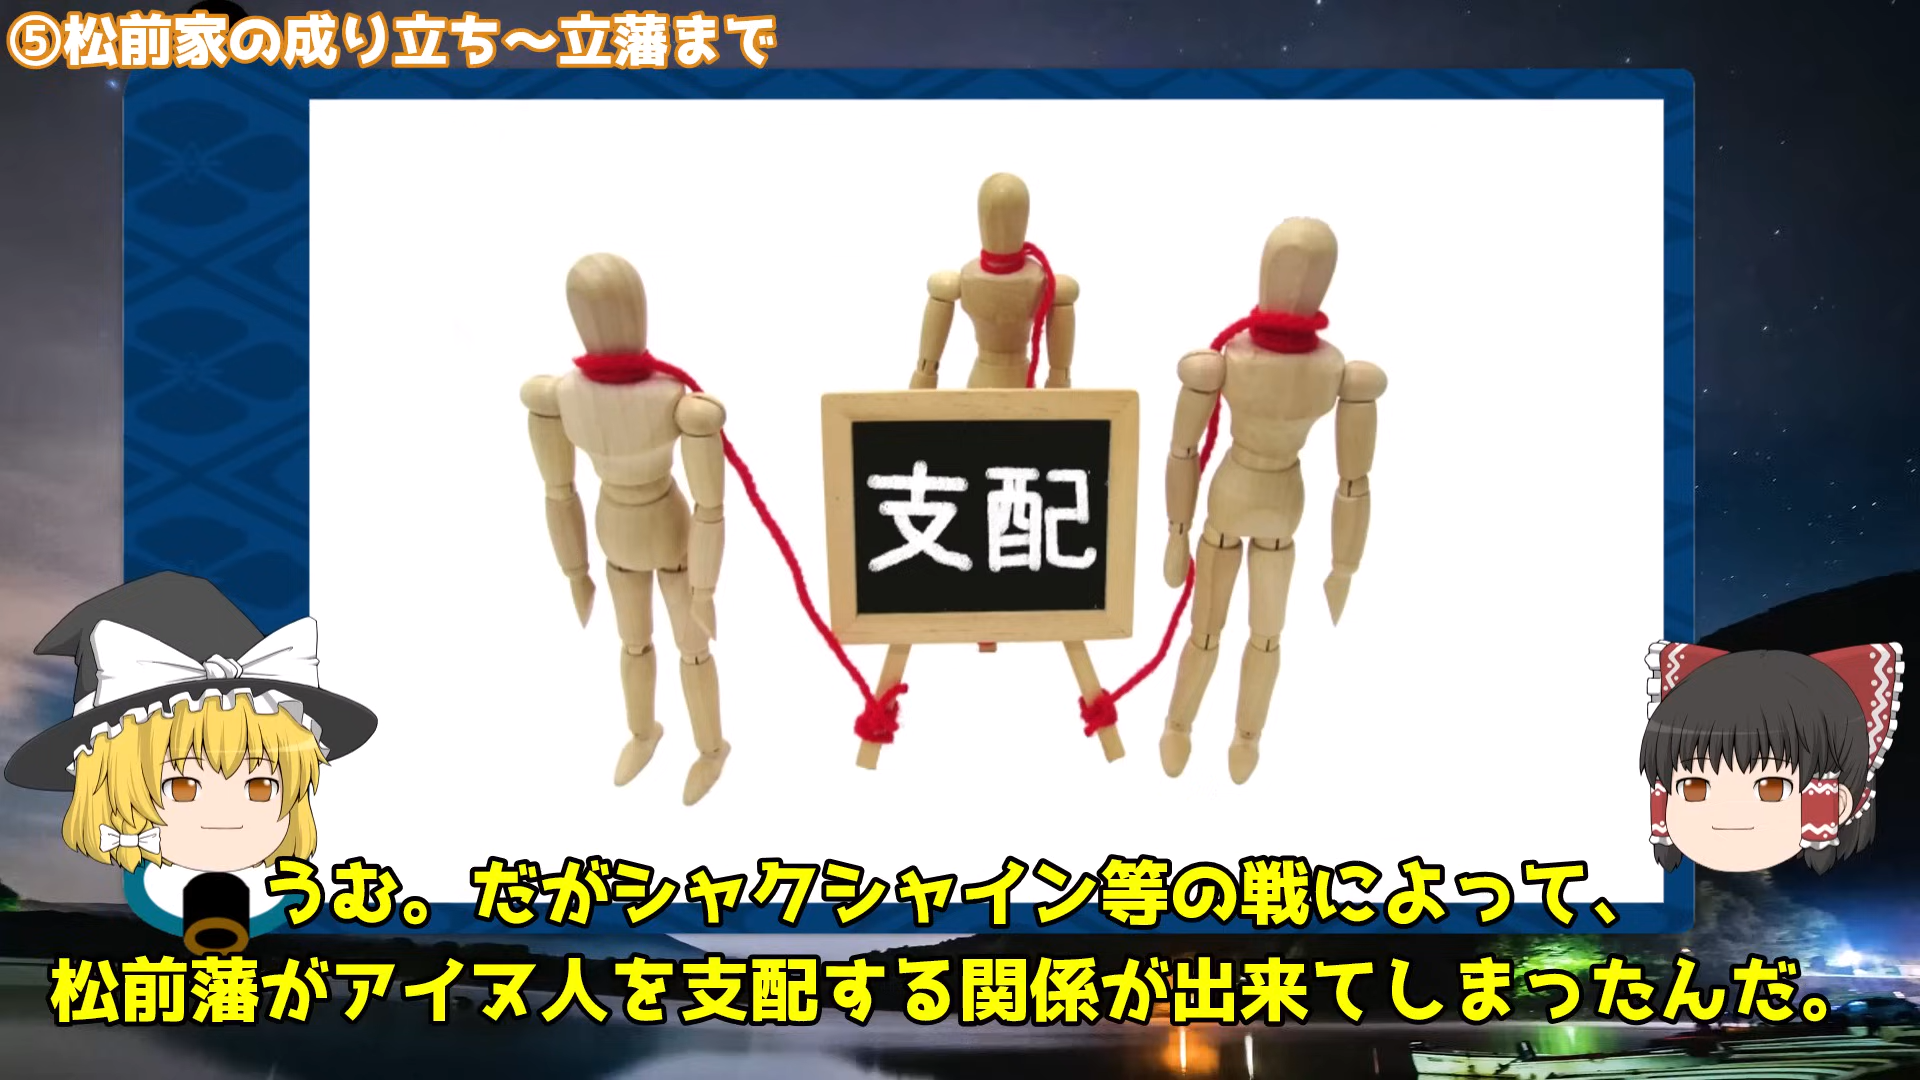 ⑤松前家の成り立ち～立藩まで
支配
うむ。だがシャクシャイン等の戦によって、
松前藩がアイヌ人を支配する関係が出来てしまったんだ。